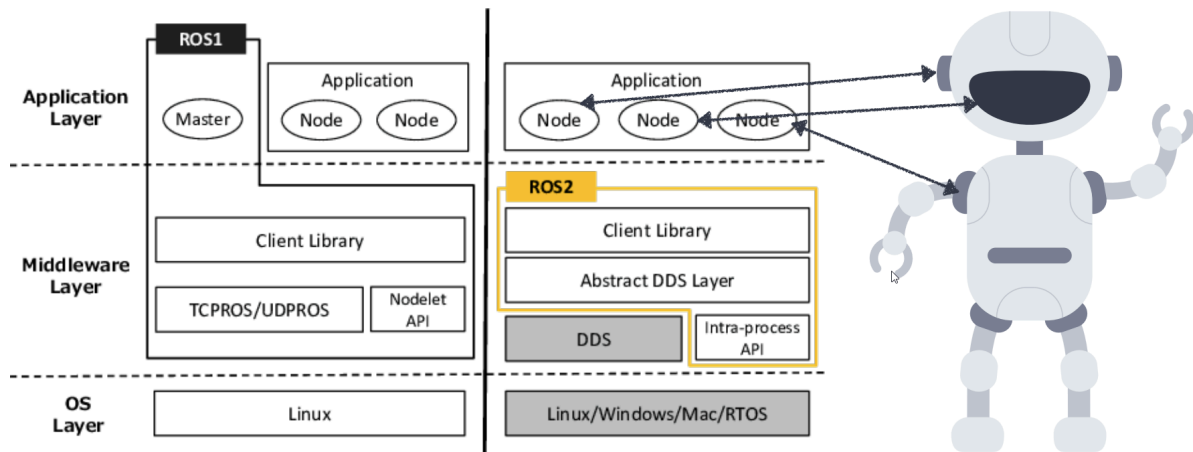 ROS1
Application
Layer
Master
Application
Node
Node
Application
Node
Node
Node
Middleware
Layer
Client Library
TCPROS/UDPROS
Nodelet
API
ROS2
Client Library
Abstract DDS Layer
DDS
Intra-process
API
OS
Layer
Linux
Linux/Windows/Mac/RTOS